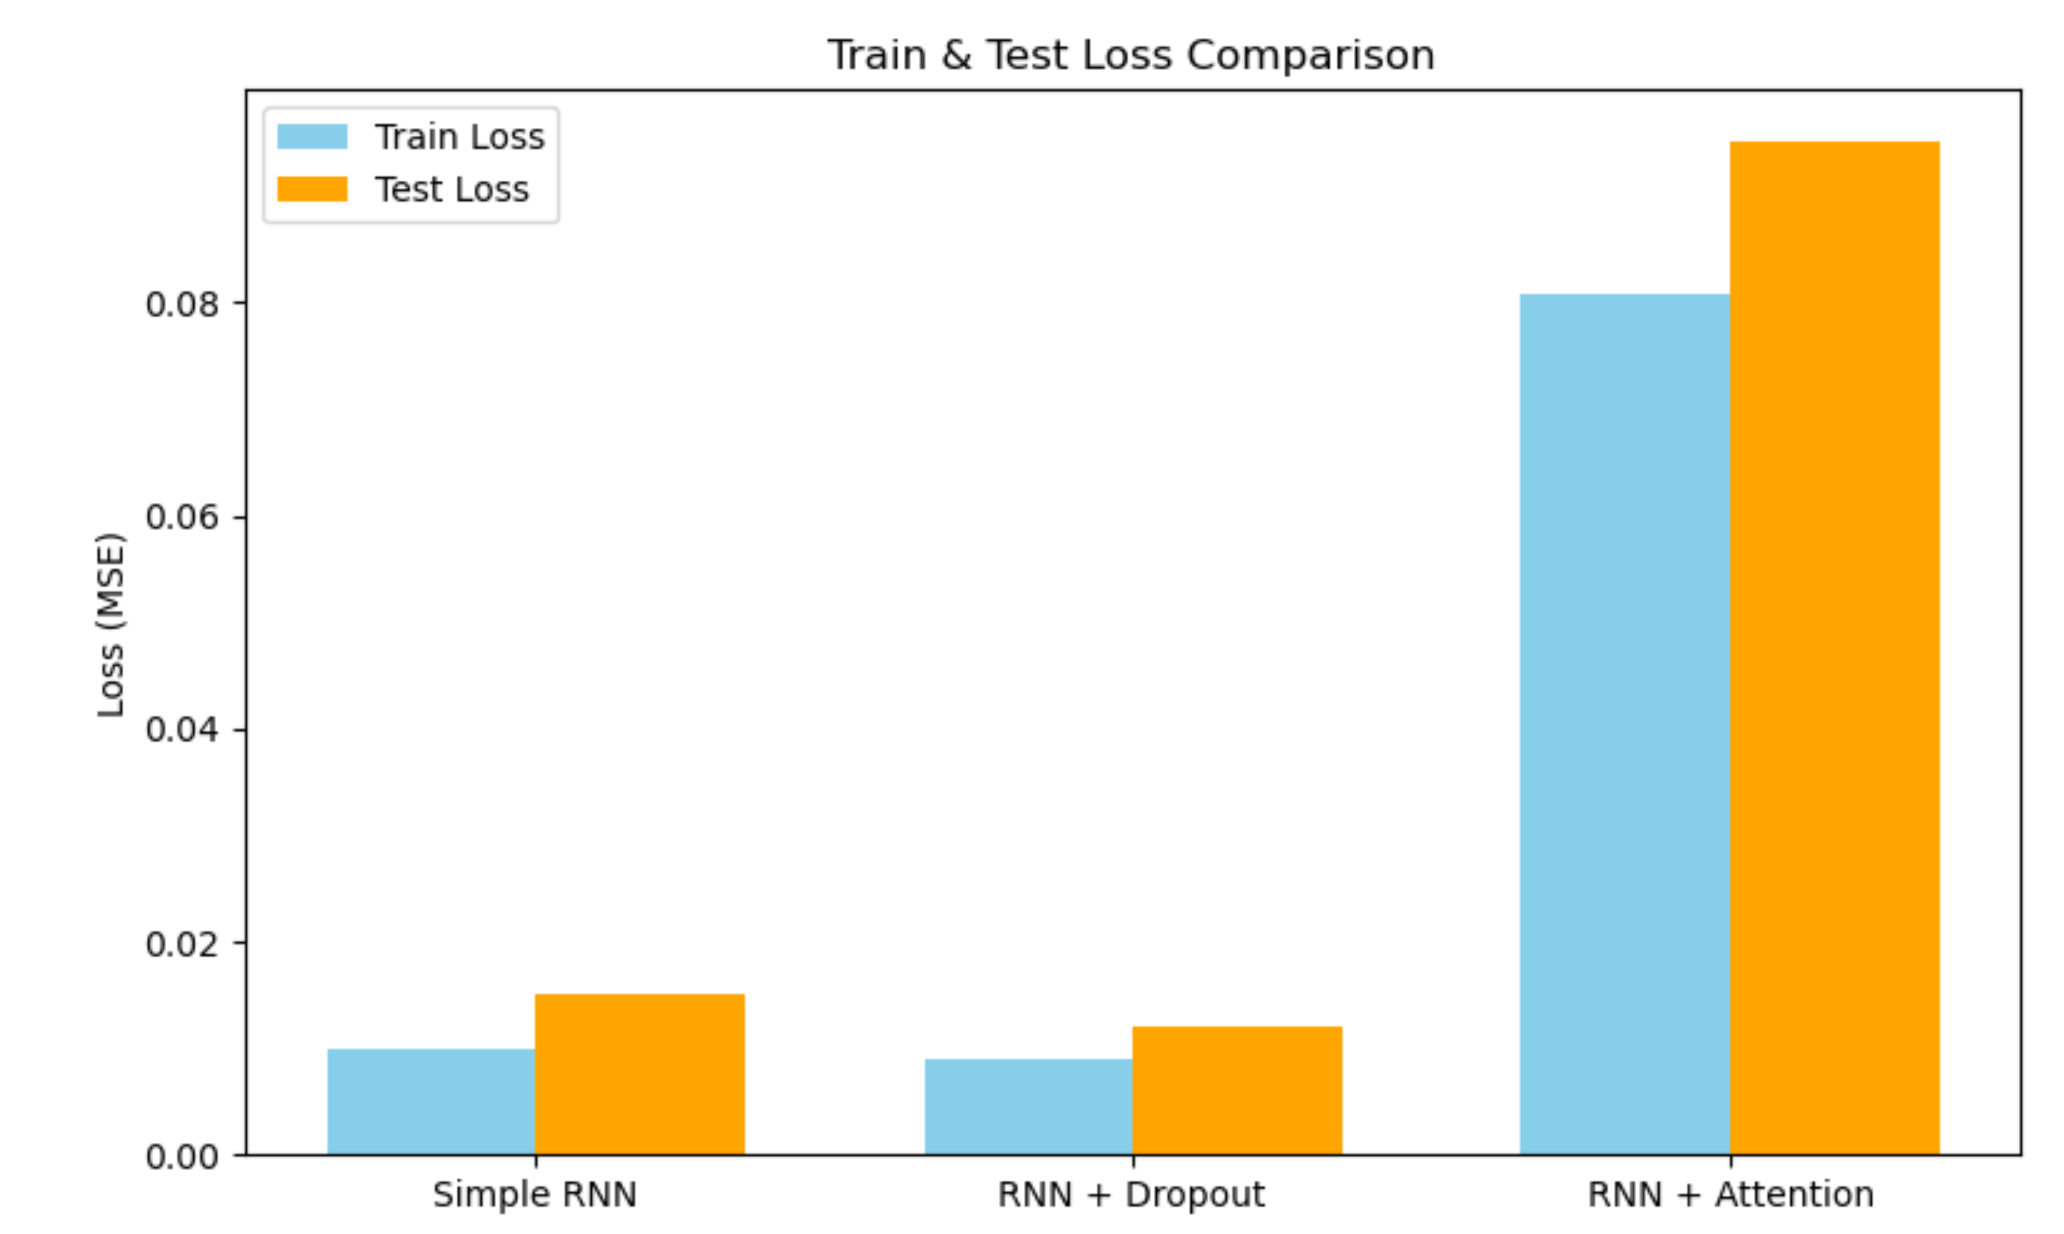 Train & Test Loss Comparison
Train Loss
Test Loss
Loss (MSE)
0.08
0.06
0.04
0.02
0.00
Simple RNN
RNN + Dropout
RNN + Attention